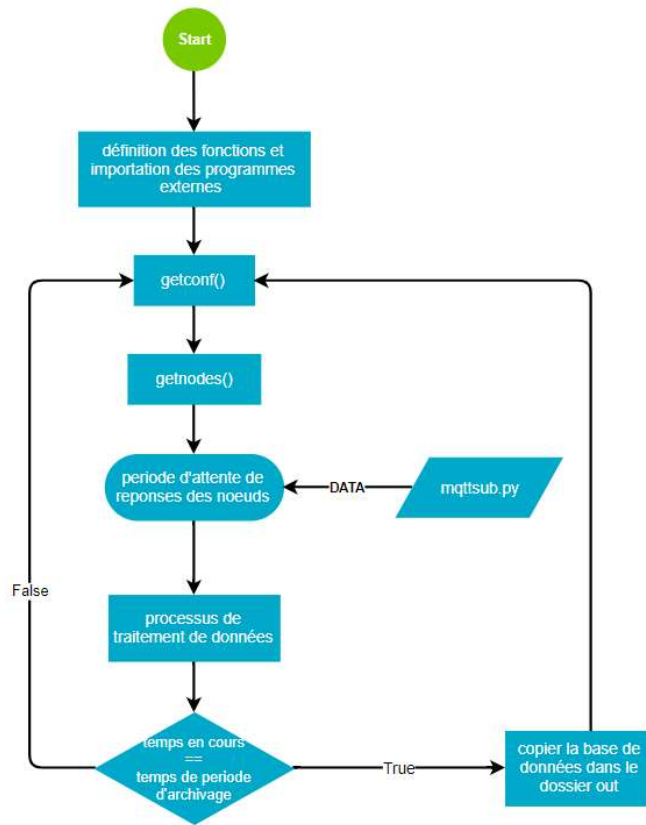 Start
définition des fonctions et
importation des programmes
externes
getconf()
getnodes()
periode d'attente de
reponses des noeuds
DATA
mqttsub.py
False
processus de
traitement de données
temps en cours
==
temps de periode
d'archivage
True
copier la base de
données dans le
dossier out